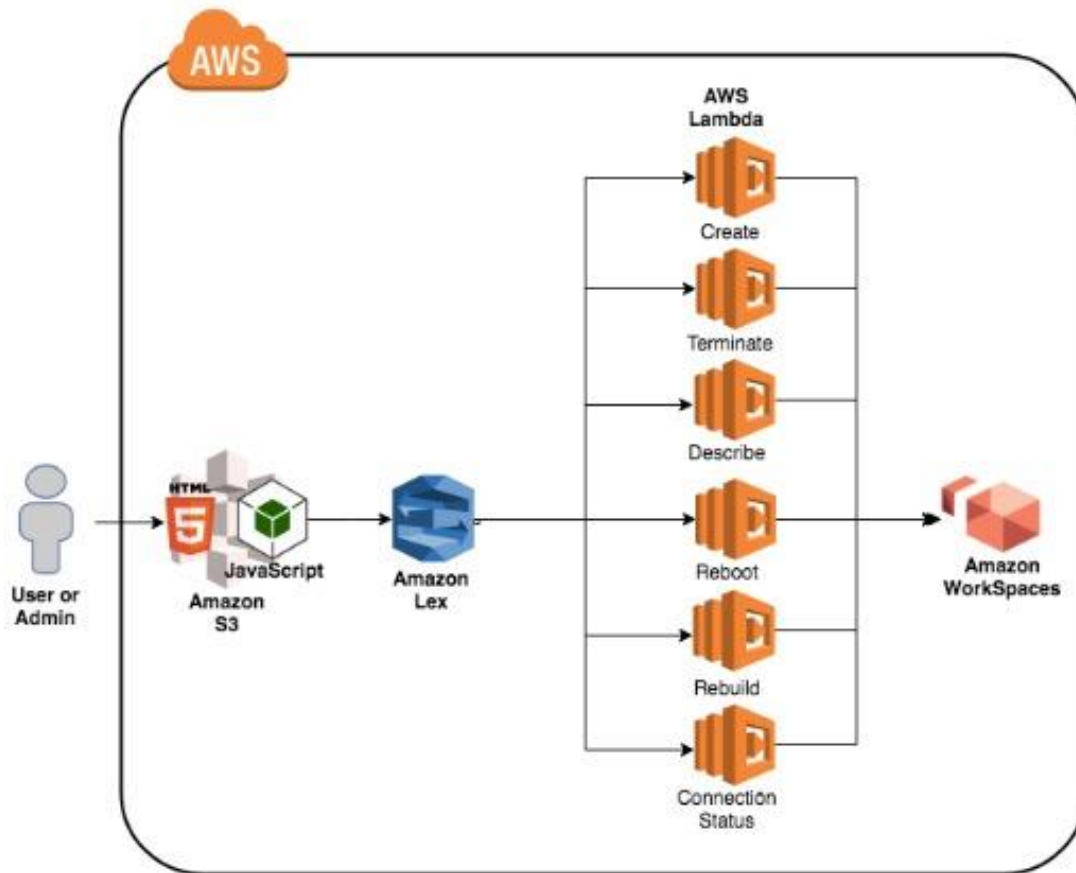 AWS
AWS
Lambda
Create
Terminate
Describe
HTML
5
JavaScript
Amazon
S3
User or
Admin
Amazon
Lex
Reboot
Amazon
WorkSpaces
Rebuild
Connection
Status